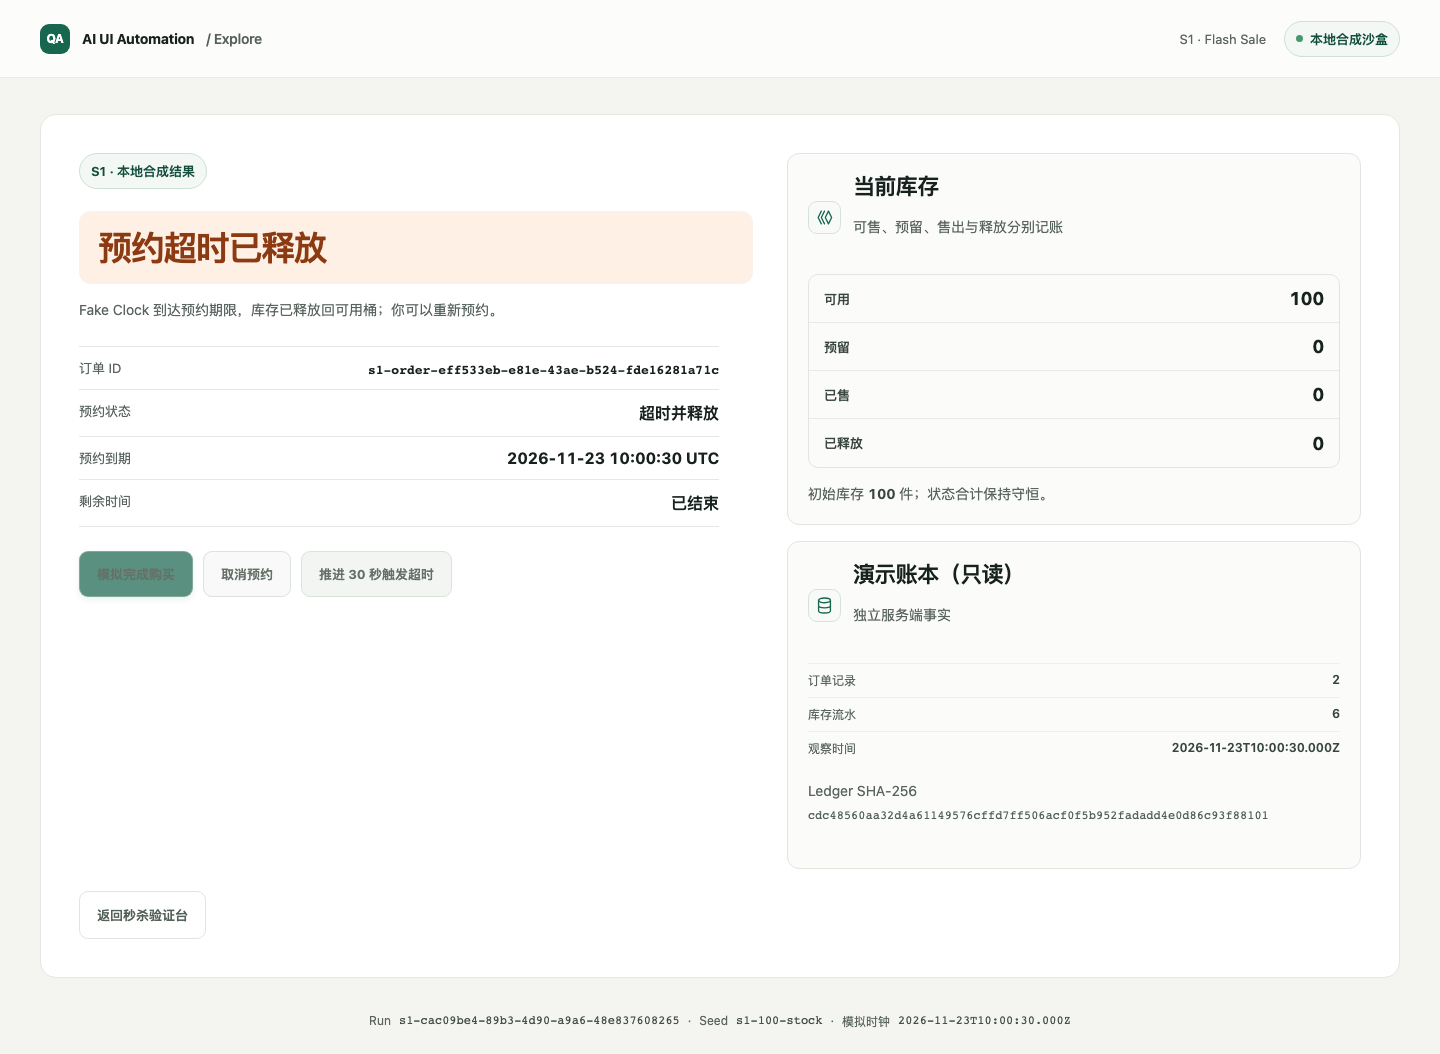 QA AI UI Automation / Explore
S1 · Flash Sale
本地合成沙盒
S1 · 本地合成结果
预约超时已释放
Fake Clock 到达预约期限，库存已释放回可用桶；你可以重新预约。
订单 ID s1-order-eff533eb-e81e-43ae-b524-fde16281a71c
预约状态 超时并释放
预约到期 2026-11-23 10:00:30 UTC
剩余时间 已结束
模拟完成购买 取消预约 推进 30 秒触发超时
返回秒杀验证台
当前库存
可售、预留、售出与释放分别记账
可用 100
预留 0
已售 0
已释放 0
初始库存 100 件；状态合计保持守恒。
演示账本（只读）
独立服务端事实
订单记录 2
库存流水 6
观察时间 2026-11-23T10:00:30.000Z
Ledger SHA-256
cdc48560aa32d4a61149576cffd7ff506acf0f5b952fadadd4e0d86c93f88101
Run s1-cac09be4-89b3-4d90-a9a6-48e837608265 · Seed s1-100-stock · 模拟时钟 2026-11-23T10:00:30.000Z